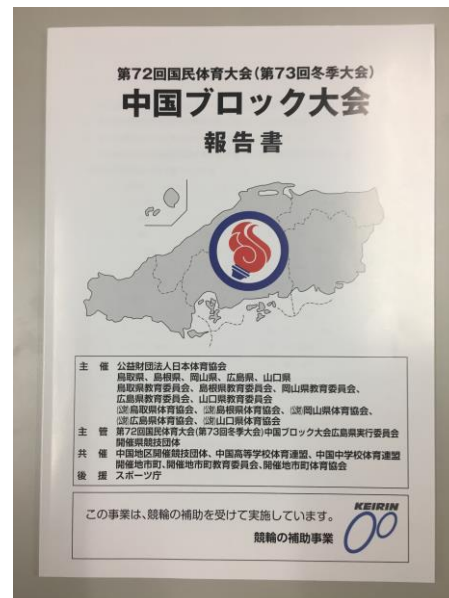 第72回国民体育大会(第73回冬季大会)
中国ブロック大会
報告書
主 催 公益財団法人日本体育協会
鳥取県、島根県、岡山県、広島県、山口県
鳥取県教育委員会、島根県教育委員会、岡山県教育委員会、
広島県教育委員会、山口県教育委員会
鳥取県体育協会、島根県体育協会、岡山県体育協会、
広島県体育協会、山口県体育協会
主 管 第72回国民体育大会(第73回冬季大会)中国ブロック大会広島県実行委員会
開催県競技団体
共 催 中国地区開催競技団体、中国高等学校体育連盟、中国中学校体育連盟
開催地市町、開催地市町教育委員会、開催地市町体育協会
後 援 スポーツ庁
この事業は、競輪の補助を受けて実施しています。
競輪の補助事業
KEIRIN